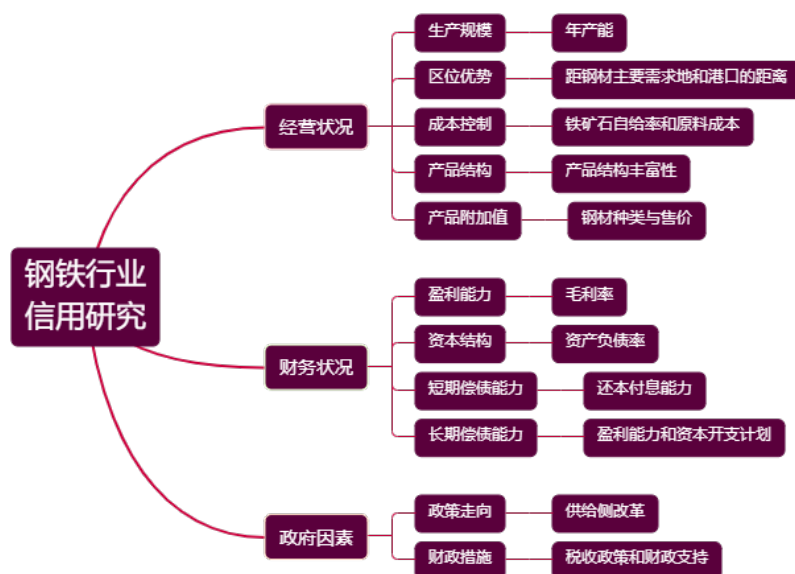 钢铁行业
信用研究
经营状况
生产规模
年产能
区位优势
距钢材主要需求地和港口的距离
成本控制
铁矿石自给率和原料成本
产品结构
产品结构丰富性
产品附加值
钢材种类与售价
财务状况
盈利能力
毛利率
资本结构
资产负债率
短期偿债能力
还本付息能力
长期偿债能力
盈利能力和资本开支计划
政府因素
政策走向
供给侧改革
财政措施
税收政策和财政支持